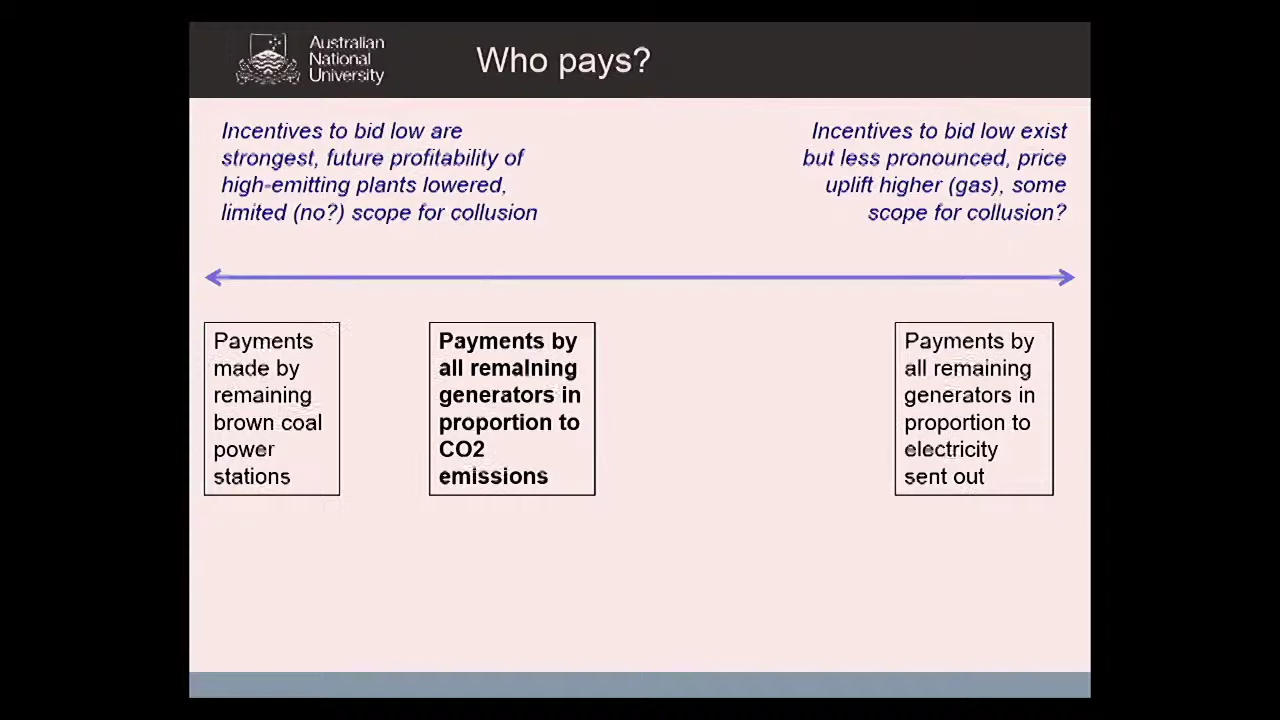 Australian
National
University
Who pays?
Incentives to bid low are
strongest, future profitability of
high-emitting plants lowered,
limited (no?) scope for collusion
Incentives to bid low exist
but less pronounced, price
uplift higher (gas), some
scope for collusion?
Payments
made by
remaining
brown coal
power
stations
Payments by
all remaining
generators in
proportion to
CO2
emissions
Payments by
all remaining
generators in
proportion to
electricity
sent out